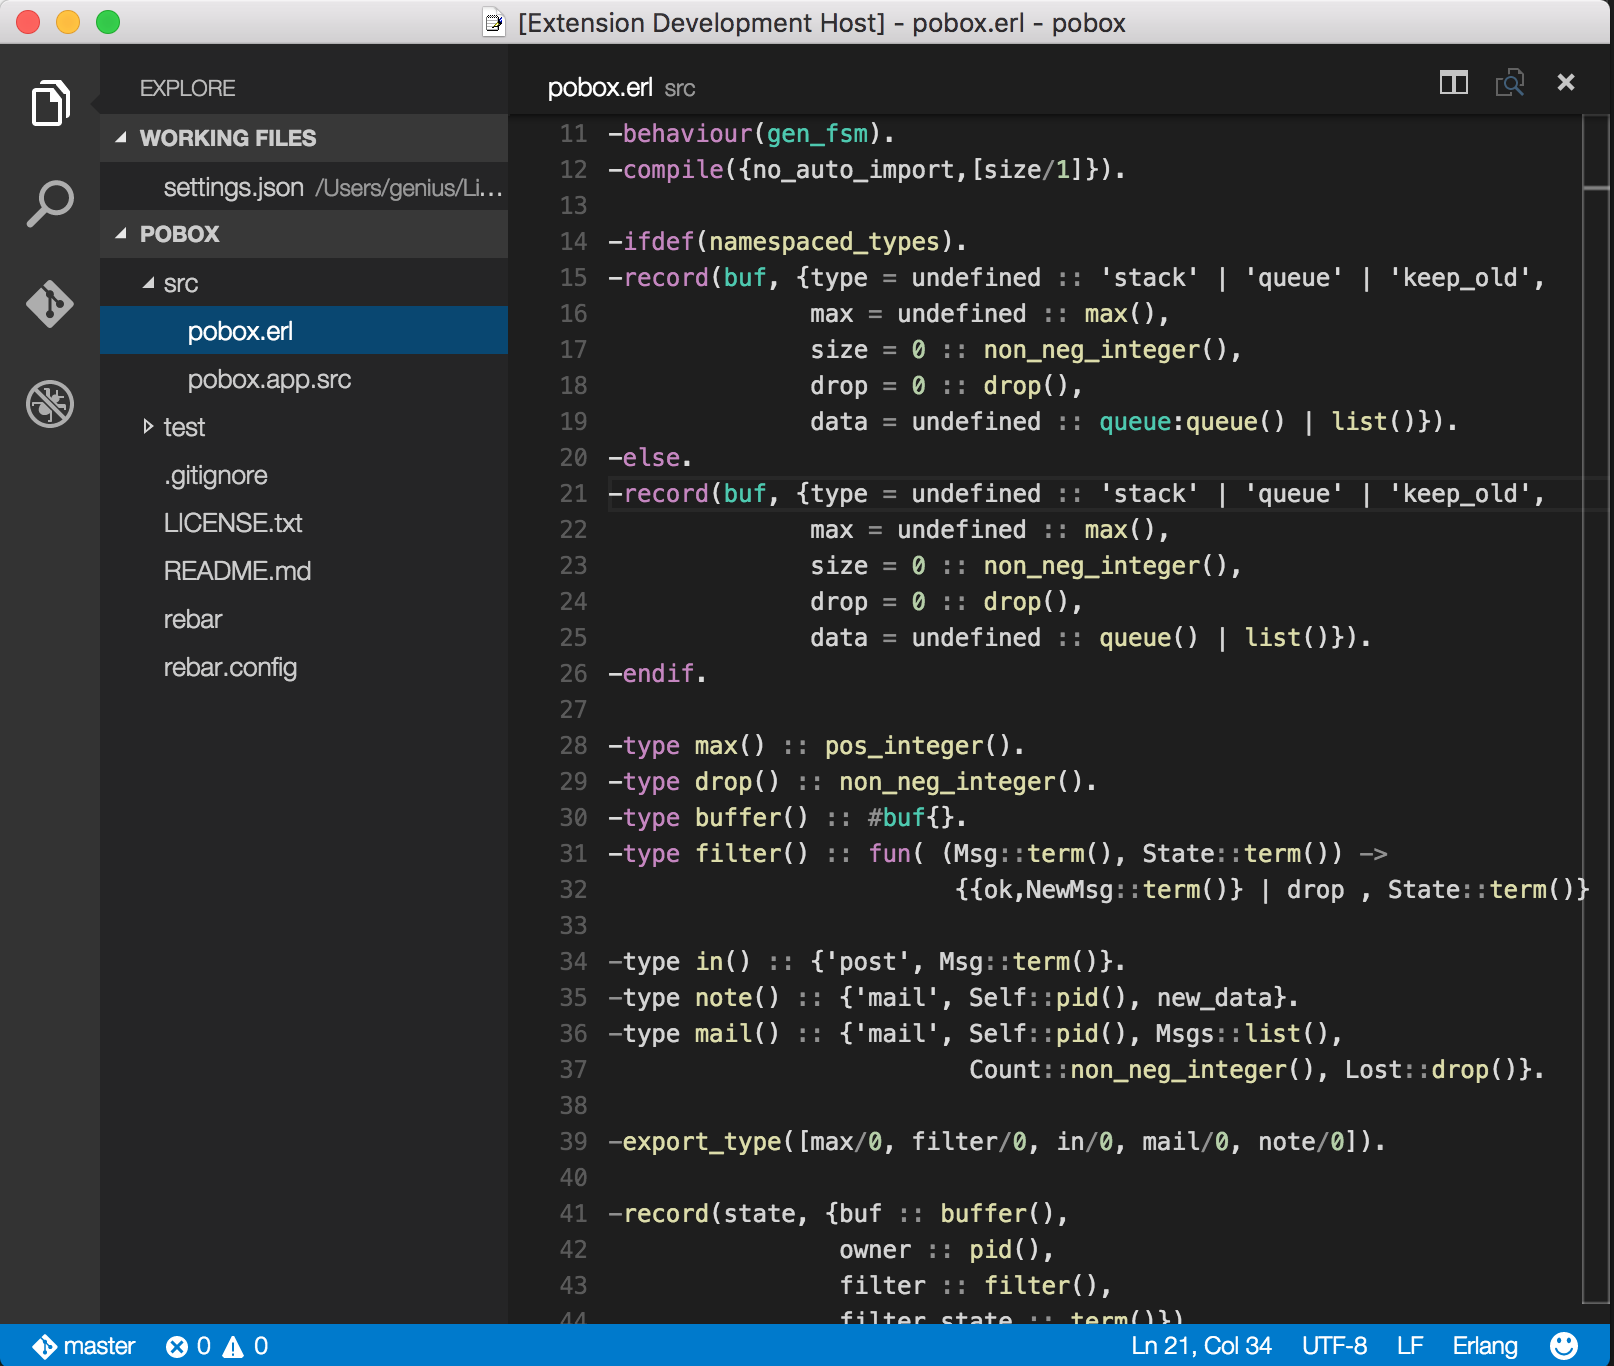 [Extension Development Host] - pobox.erl - pobox
EXPLORE
WORKING FILES
settings.json /Users/genius/Li...
POBOX
src
pobox.erl
pobox.app.src
test
.gitignore
LICENSE.txt
README.md
rebar
rebar.config
pobox.erl src
11 -behaviour(gen_fsm).
12 -compile({no_auto_import,[size/1]}).
13
14 -ifdef(namespaced_types).
15 -record(buf, {type = undefined :: 'stack' | 'queue' | 'keep_old',
16               max = undefined :: max(),
17               size = 0 :: non_neg_integer(),
18               drop = 0 :: drop(),
19               data = undefined :: queue:queue() | list()}).
20 -else.
21 -record(buf, {type = undefined :: 'stack' | 'queue' | 'keep_old',
22               max = undefined :: max(),
23               size = 0 :: non_neg_integer(),
24               drop = 0 :: drop(),
25               data = undefined :: queue() | list()}).
26 -endif.
27
28 -type max() :: pos_integer().
29 -type drop() :: non_neg_integer().
30 -type buffer() :: #buf{}.
31 -type filter() :: fun( (Msg::term(), State::term()) ->
32                         {{ok,NewMsg::term()} | drop , State::term()}
33
34 -type in() :: {'post', Msg::term()}.
35 -type note() :: {'mail', Self::pid(), new_data}.
36 -type mail() :: {'mail', Self::pid(), Msgs::list(),
37                          Count::non_neg_integer(), Lost::drop()}.
38
39 -export_type([max/0, filter/0, in/0, mail/0, note/0]).
40
41 -record(state, {buf :: buffer(),
42                 owner :: pid(),
43                 filter :: filter(),
44                 filter_state :: term()})
master 0 0 Ln 21, Col 34 UTF-8 LF Erlang